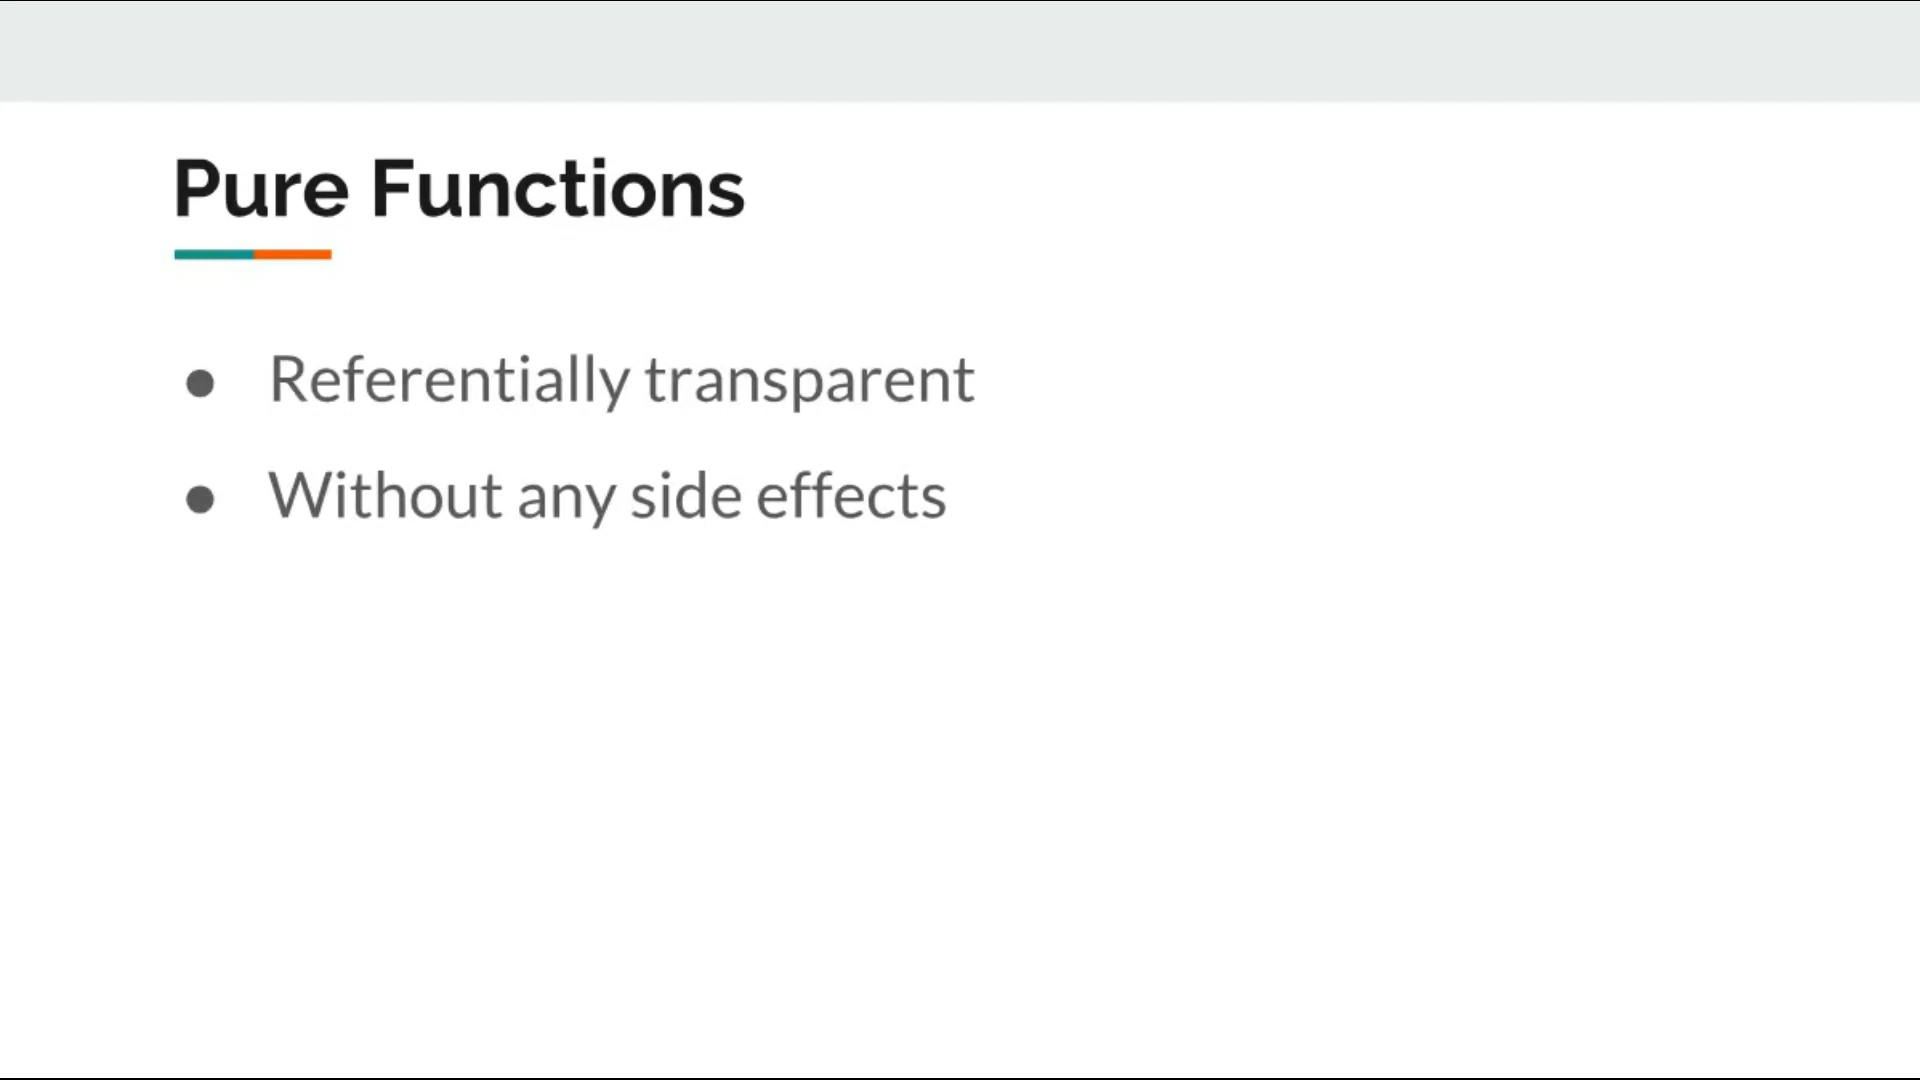 Pure Functions
● Referentially transparent
● Without any side effects